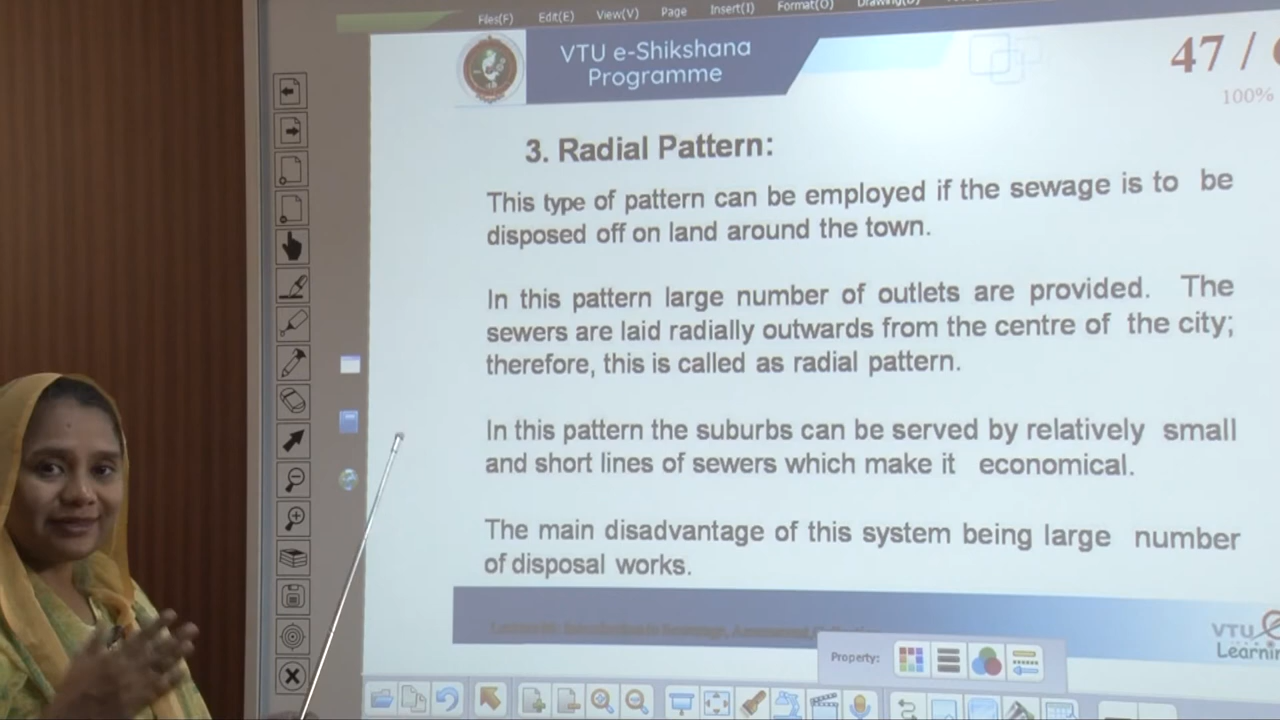 Files(F) Edit(E) View(V) Page Insert(I) Format(O)
VTU e-Shikshana
Programme
47 /
100%
3. Radial Pattern:
This type of pattern can be employed if the sewage is to be
disposed off on land around the town.
In this pattern large number of outlets are provided. The
sewers are laid radially outwards from the centre of the city;
therefore, this is called as radial pattern.
In this pattern the suburbs can be served by relatively small
and short lines of sewers which make it economical.
The main disadvantage of this system being large number
of disposal works.
VTU
Property: